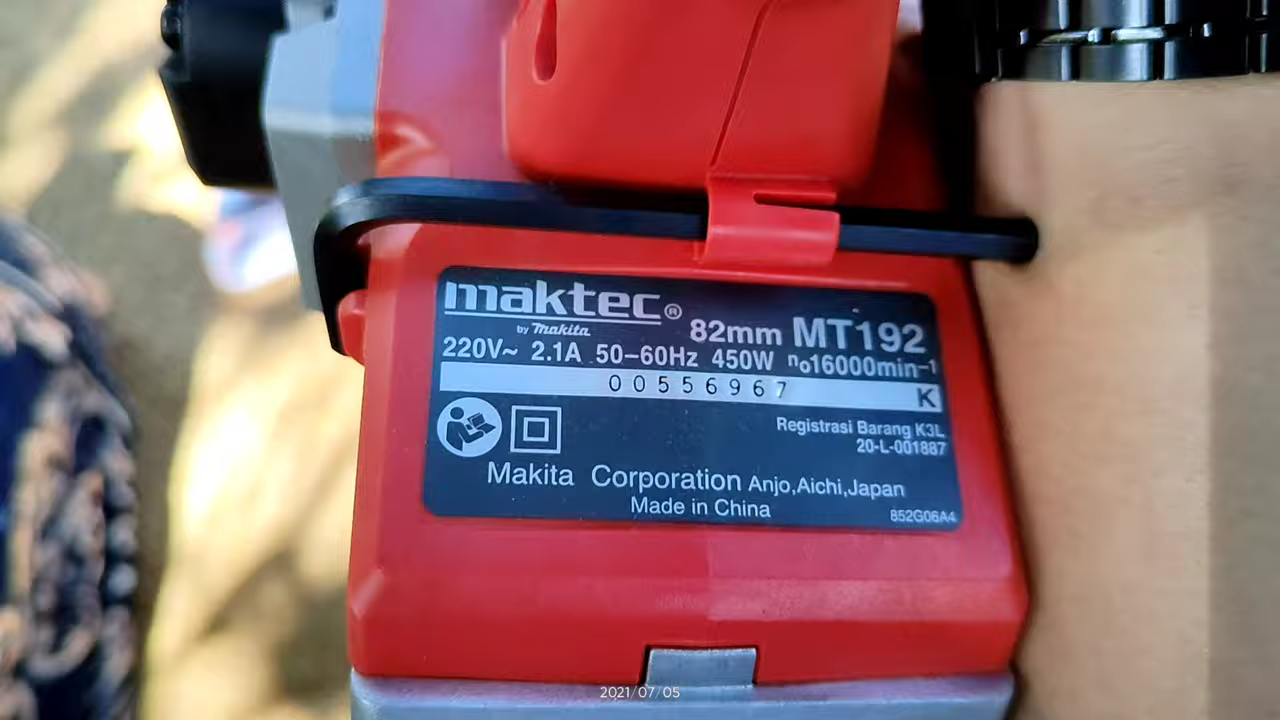 maktec®
by Makita
82mm MT192
220V~ 2.1A 50-60Hz 450W n₀16000min⁻¹
00556967 K
Registrasi Barang K3L
20-L-001887
Makita Corporation Anjo,Aichi,Japan
Made in China
852G06A4
2021/07/05